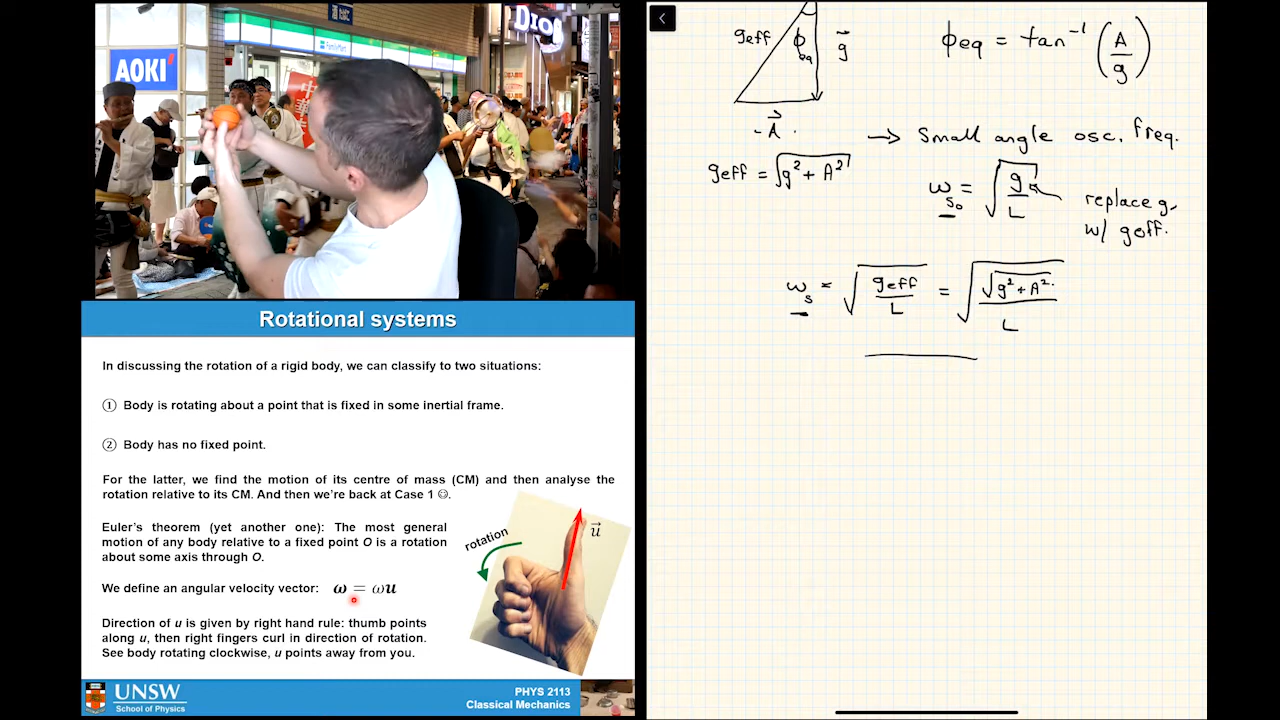 酒
FamilyMart
Dio
AOKI
Rotational systems
In discussing the rotation of a rigid body, we can classify to two situations:
① Body is rotating about a point that is fixed in some inertial frame.
② Body has no fixed point.
For the latter, we find the motion of its centre of mass (CM) and then analyse the
rotation relative to its CM. And then we're back at Case 1 ☺.
Euler's theorem (yet another one): The most general
motion of any body relative to a fixed point O is a rotation
about some axis through O.
We define an angular velocity vector: ω = ωu
Direction of u is given by right hand rule: thumb points
along u, then right fingers curl in direction of rotation.
See body rotating clockwise, u points away from you.
rotation
u⃗
UNSW
School of Physics
PHYS 2113
Classical Mechanics
geff ϕeq g⃗
ϕeq = tan⁻¹ (A/g)
-A⃗
→ Small angle osc. freq.
geff = √(g² + A²)
ωs₀ = √(g/L)
replace g
w/ geff.
ωs = √(geff/L) = √(√(g² + A²)/L)